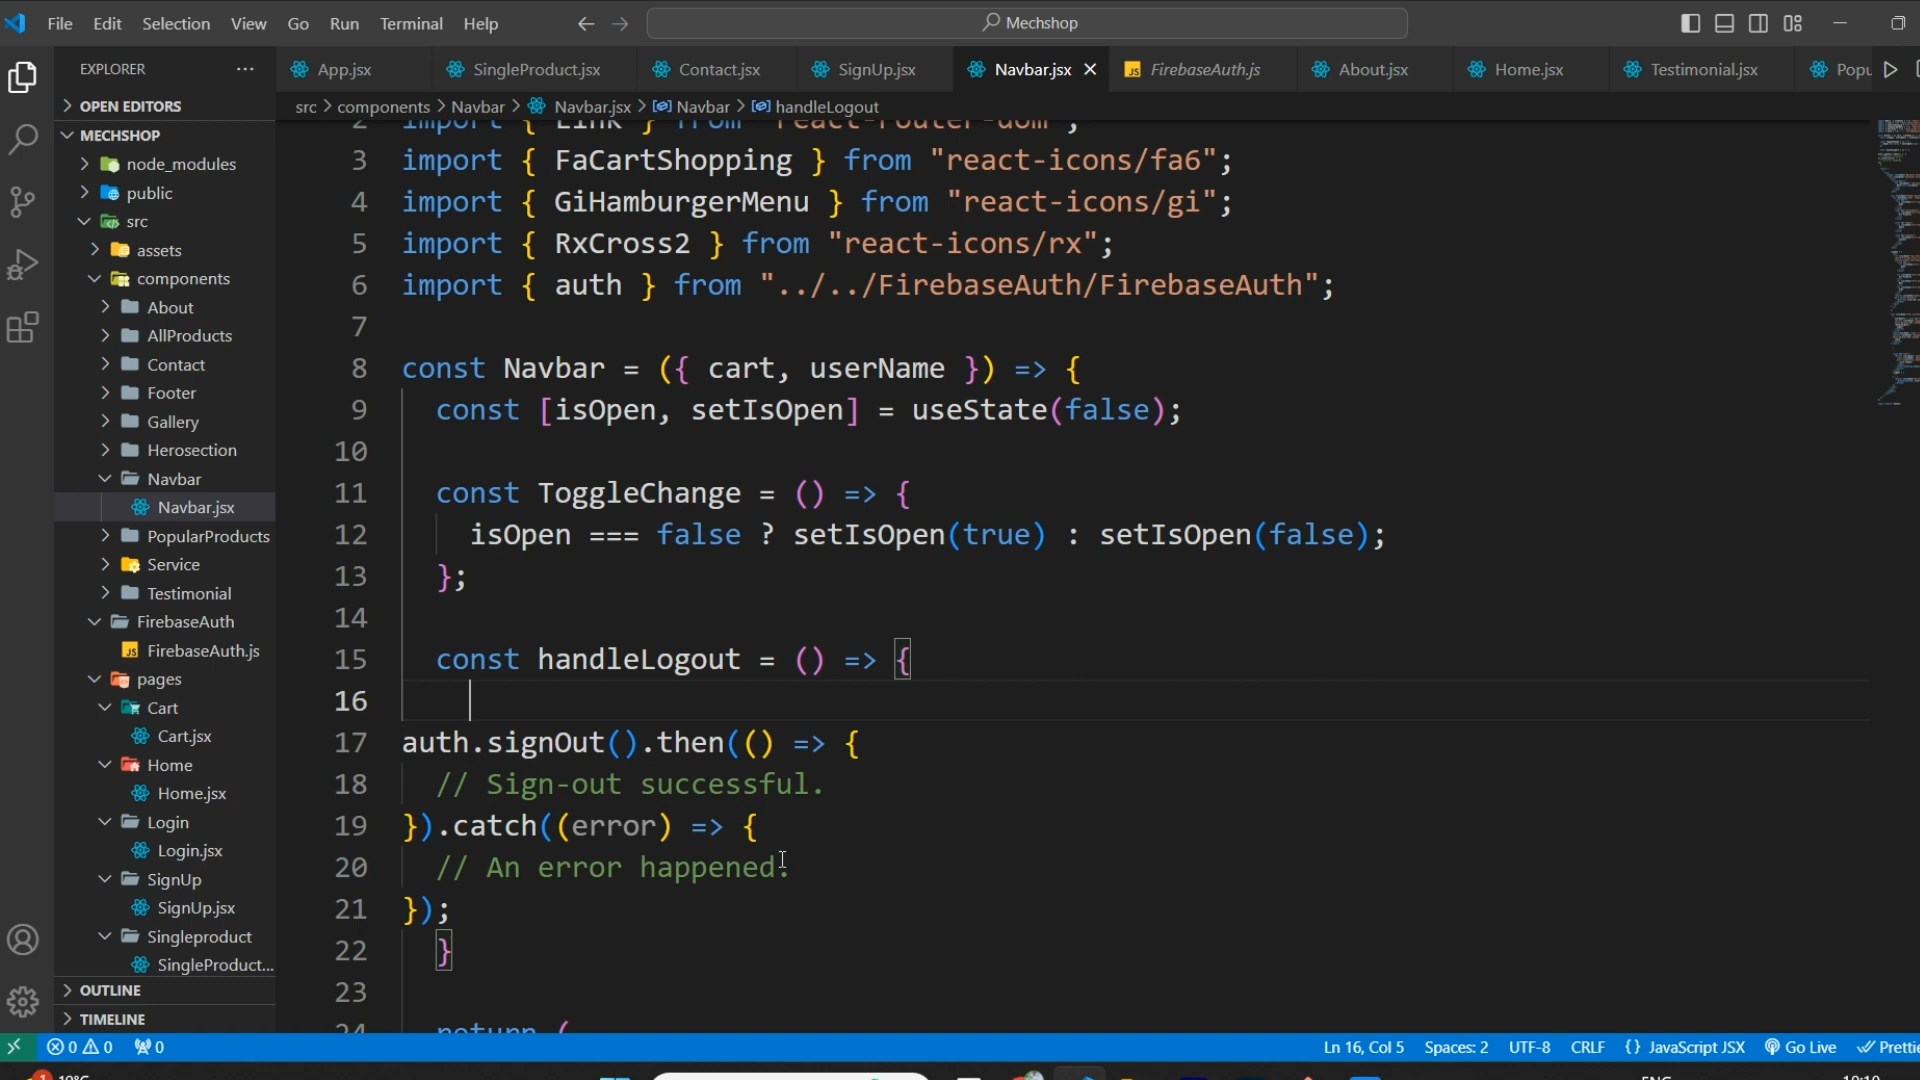 File Edit Selection View Go Run Terminal Help
Mechshop
EXPLORER
App.jsx SingleProduct.jsx Contact.jsx SignUp.jsx Navbar.jsx FirebaseAuth.js About.jsx Home.jsx Testimonial.jsx Popu
src > components > Navbar > Navbar.jsx > Navbar > handleLogout
OPEN EDITORS
MECHSHOP
node_modules
public
src
assets
components
About
AllProducts
Contact
Footer
Gallery
Herosection
Navbar
Navbar.jsx
PopularProducts
Service
Testimonial
FirebaseAuth
FirebaseAuth.js
pages
Cart
Cart.jsx
Home
Home.jsx
Login
Login.jsx
SignUp
SignUp.jsx
Singleproduct
SingleProduct...
OUTLINE
TIMELINE
2 import { Link } from "react-router-dom";
3 import { FaCartShopping } from "react-icons/fa6";
4 import { GiHamburgerMenu } from "react-icons/gi";
5 import { RxCross2 } from "react-icons/rx";
6 import { auth } from "../../FirebaseAuth/FirebaseAuth";
7
8 const Navbar = ({ cart, userName }) => {
9 const [isOpen, setIsOpen] = useState(false);
10
11 const ToggleChange = () => {
12 isOpen === false ? setIsOpen(true) : setIsOpen(false);
13 };
14
15 const handleLogout = () => {
16
17 auth.signOut().then(() => {
18 // Sign-out successful.
19 }).catch((error) => {
20 // An error happened.
21 });
22 }
23
24 return (
0 0 0 Ln 16, Col 5 Spaces: 2 UTF-8 CRLF {} JavaScript JSX Go Live Prettie